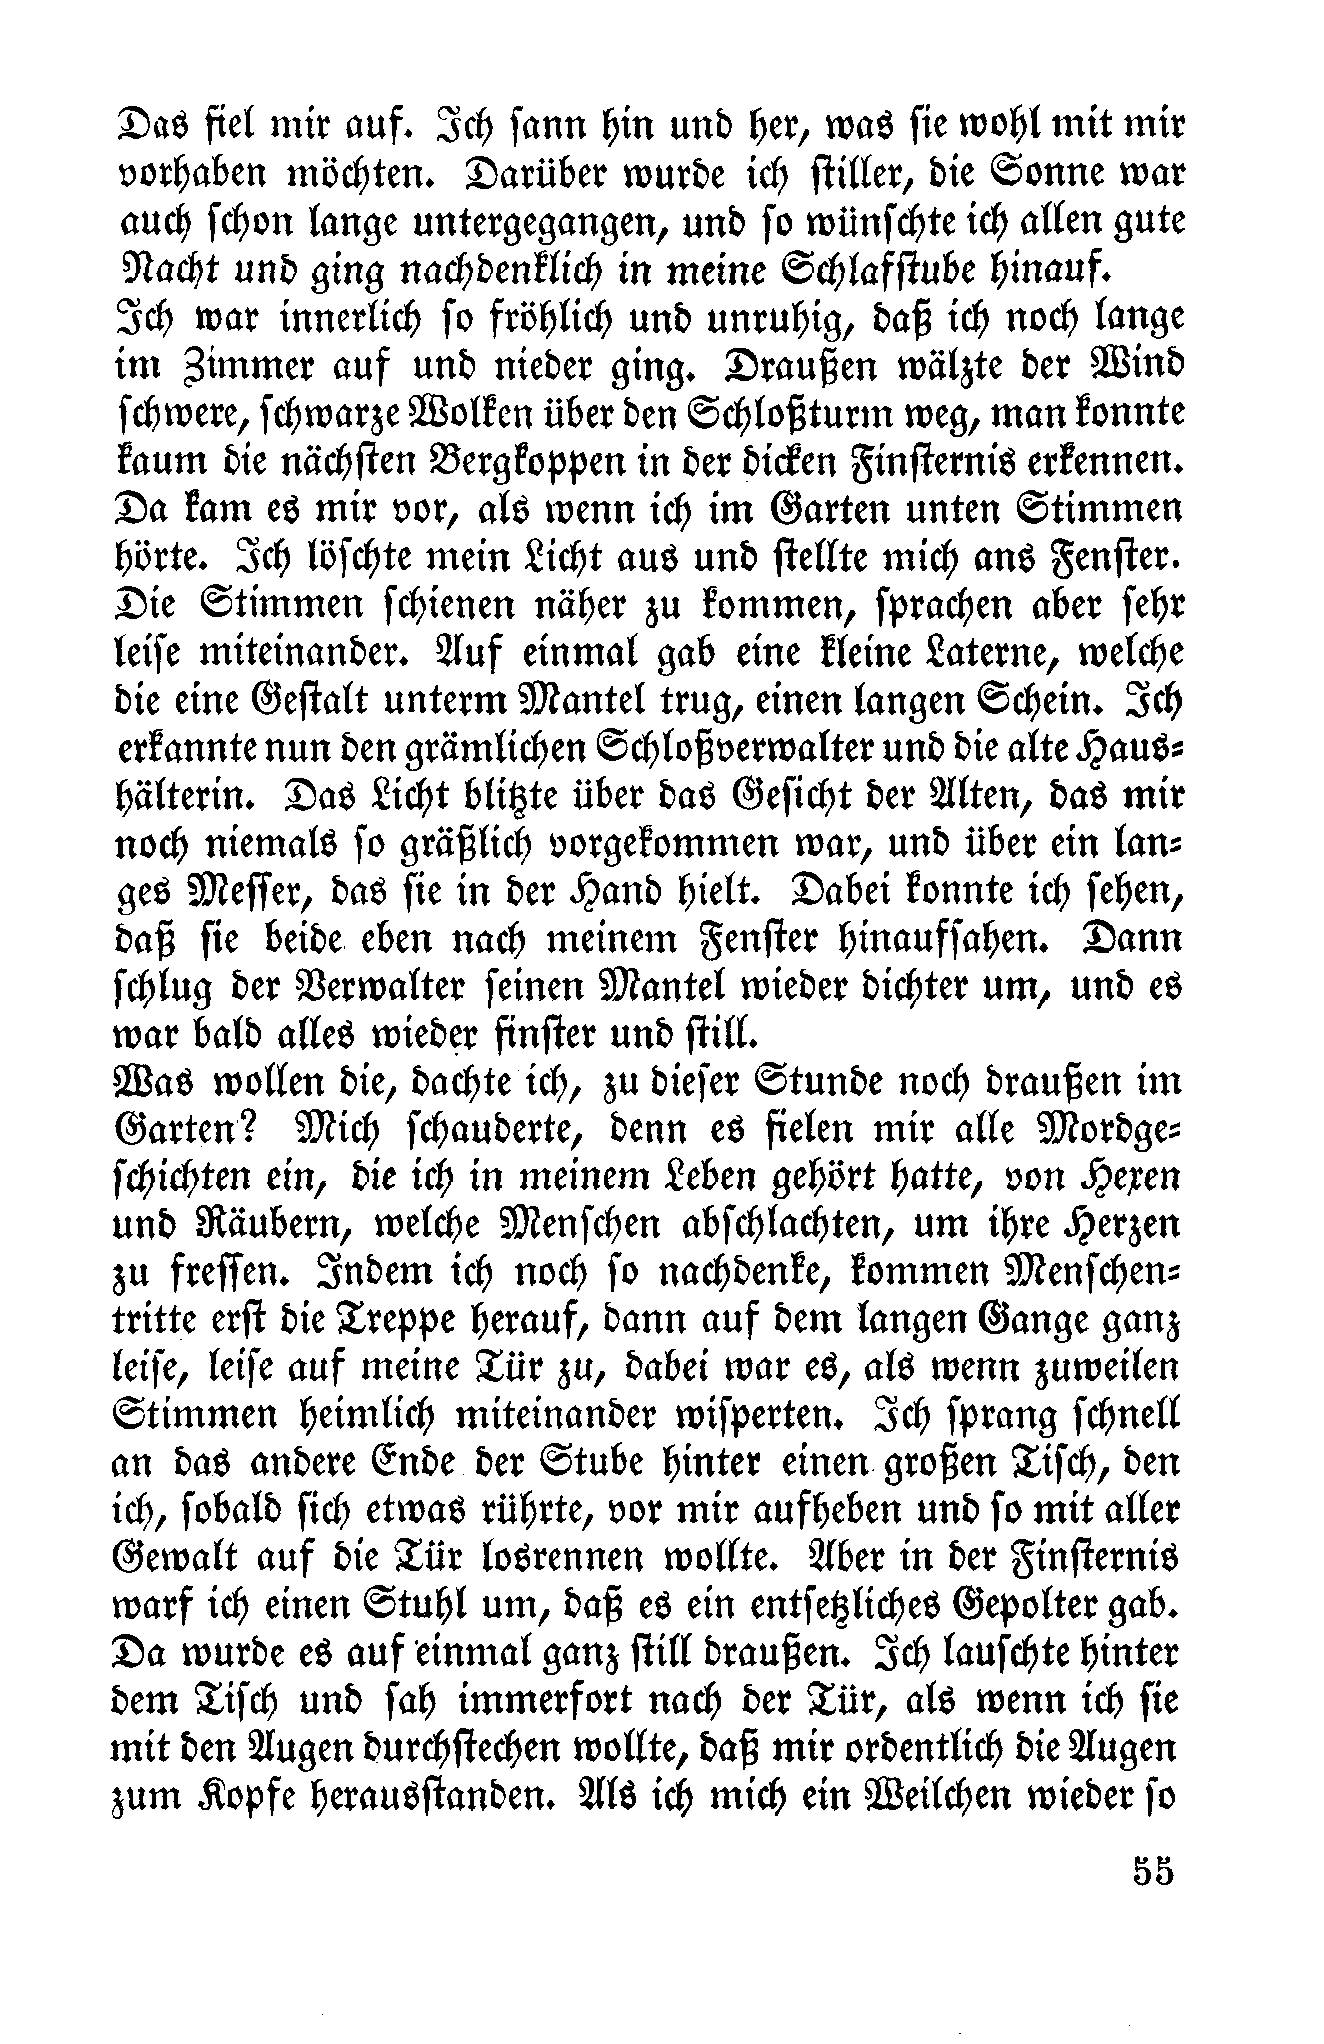 Das fiel mir auf. Ich sann hin und her, was sie wohl mit mir
vorhaben möchten. Darüber wurde ich stiller, die Sonne war
auch schon lange untergegangen, und so wünschte ich allen gute
Nacht und ging nachdenklich in meine Schlafstube hinauf.
Ich war innerlich so fröhlich und unruhig, daß ich noch lange
im Zimmer auf und nieder ging. Draußen wälzte der Wind
schwere, schwarze Wolken über den Schloßturm weg, man konnte
kaum die nächsten Bergkoppen in der dicken Finsternis erkennen.
Da kam es mir vor, als wenn ich im Garten unten Stimmen
hörte. Ich löschte mein Licht aus und stellte mich ans Fenster.
Die Stimmen schienen näher zu kommen, sprachen aber sehr
leise miteinander. Auf einmal gab eine kleine Laterne, welche
die eine Gestalt unterm Mantel trug, einen langen Schein. Ich
erkannte nun den grämlichen Schloßverwalter und die alte Haus-
hälterin. Das Licht blitzte über das Gesicht der Alten, das mir
noch niemals so gräßlich vorgekommen war, und über ein lan-
ges Messer, das sie in der Hand hielt. Dabei konnte ich sehen,
daß sie beide eben nach meinem Fenster hinaufsahen. Dann
schlug der Verwalter seinen Mantel wieder dichter um, und es
war bald alles wieder finster und still.
Was wollen die, dachte ich, zu dieser Stunde noch draußen im
Garten? Mich schauderte, denn es fielen mir alle Mordge-
schichten ein, die ich in meinem Leben gehört hatte, von Hexen
und Räubern, welche Menschen abschlachten, um ihre Herzen
zu fressen. Indem ich noch so nachdenke, kommen Menschen-
tritte erst die Treppe herauf, dann auf dem langen Gange ganz
leise, leise auf meine Tür zu, dabei war es, als wenn zuweilen
Stimmen heimlich miteinander wisperten. Ich sprang schnell
an das andere Ende der Stube hinter einen großen Tisch, den
ich, sobald sich etwas rührte, vor mir aufheben und so mit aller
Gewalt auf die Tür losrennen wollte. Aber in der Finsternis
warf ich einen Stuhl um, daß es ein entsetzliches Gepolter gab.
Da wurde es auf einmal ganz still draußen. Ich lauschte hinter
dem Tisch und sah immerfort nach der Tür, als wenn ich sie
mit den Augen durchstechen wollte, daß mir ordentlich die Augen
zum Kopfe herausstanden. Als ich mich ein Weilchen wieder so
55